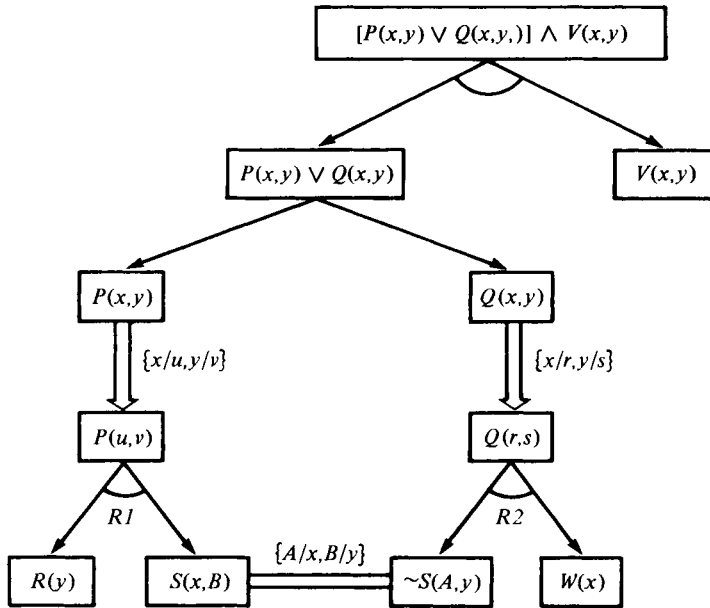 [P(x,y) ∨ Q(x,y,)] ∧ V(x,y)
P(x,y) ∨ Q(x,y)
V(x,y)
P(x,y)
Q(x,y)
{x/u,y/v}
{x/r,y/s}
P(u,v)
Q(r,s)
R1
R2
{A/x,B/y}
R(y)
S(x,B)
~S(A,y)
W(x)